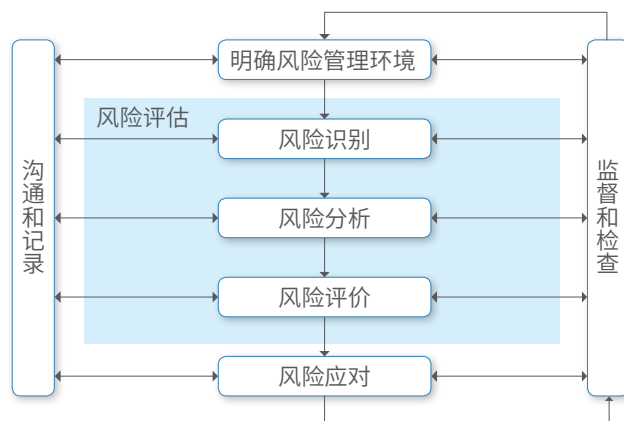 明确风险管理环境
风险评估
风险识别
沟通和记录
监督和检查
风险分析
风险评价
风险应对